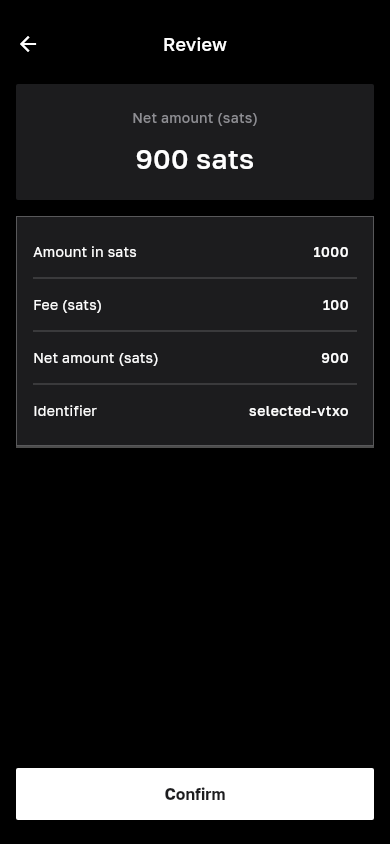 Review
Net amount (sats)
900 sats
Amount in sats 1000
Fee (sats) 100
Net amount (sats) 900
Identifier selected-vtxo
Confirm